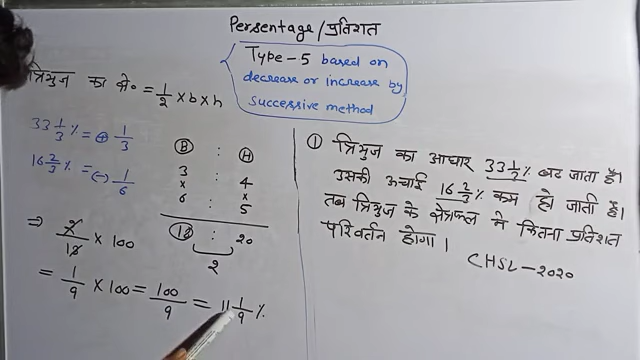 Persentage/प्रतिशत
Type-5 based on
decrease or increase by
successive method
त्रिभुज का क्षे० = 1/2 × b × h
33 1/3 % = ⊕ 1/3
16 2/3 % = (-) 1/6
Ⓑ : Ⓗ
3 : 4
× ×
6 : 5
18 : 20
2
⇒ 2/18 × 100
= 1/9 × 100 = 100/9 = 11 1/9 %
① त्रिभुज का आधार 33 1/3 % बढ जाता है।
उसकी ऊचाई 16 2/3 % कम हो जाती है।
तब त्रिभुज के क्षेत्रफल मे कितना प्रतिशत
परिवर्तन होगा।
CHSL-2020